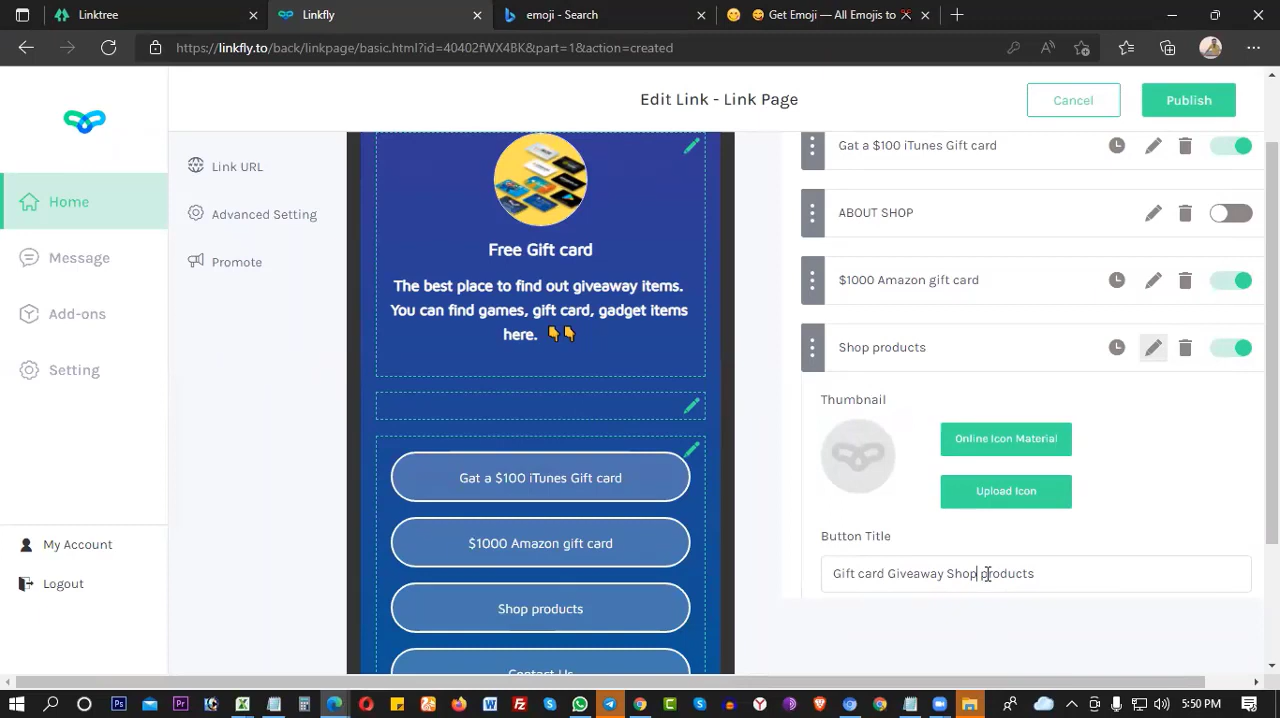 Linktree
Linkfly
emoji - Search
Get Emoji — All Emojis to
https://linkfly.to/back/linkpage/basic.html?id=40402fWX4BK&part=1&action=created
Edit Link - Link Page
Cancel
Publish
Home
Message
Add-ons
Setting
My Account
Logout
Link URL
Advanced Setting
Promote
Free Gift card
The best place to find out giveaway items.
You can find games, gift card, gadget items
here. 👇👇
Gat a $100 iTunes Gift card
$1000 Amazon gift card
Shop products
Contact Us
Gat a $100 iTunes Gift card
ABOUT SHOP
$1000 Amazon gift card
Shop products
Thumbnail
Online Icon Material
Upload Icon
Button Title
Gift card Giveaway Shop products
5:50 PM